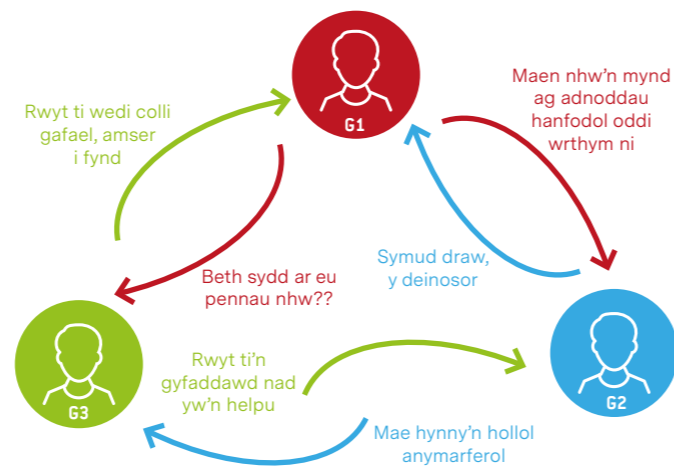 G1
Rwyt ti wedi colli
gafael, amser
i fynd
Maen nhw'n mynd
ag adnoddau
hanfodol oddi
wrthym ni
Beth sydd ar eu
pennau nhw??
Symud draw,
y deinosor
G3
Rwyt ti'n
gyfaddawd nad
yw'n helpu
G2
Mae hynny'n hollol
anymarferol